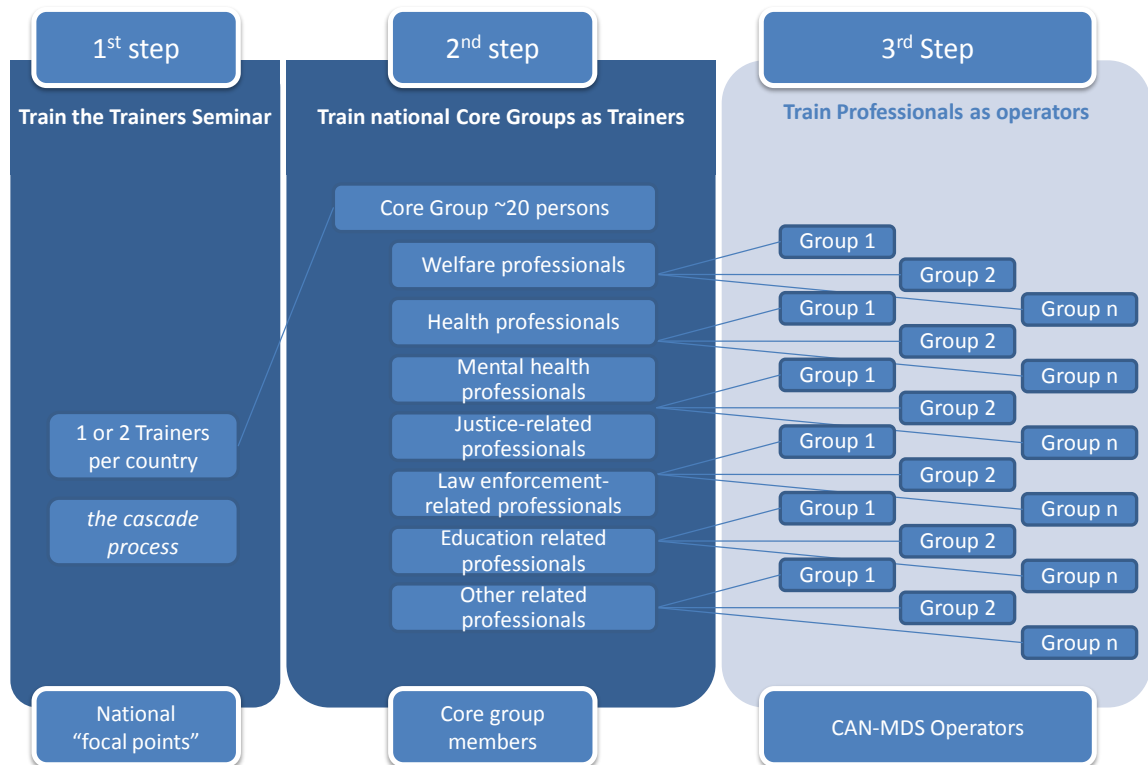 1st step
Train the Trainers Seminar
1 or 2 Trainers
per country
the cascade
process
National
“focal points”
2nd step
Train national Core Groups as Trainers
Core Group ~20 persons
Welfare professionals
Health professionals
Mental health
professionals
Justice-related
professionals
Law enforcement-
related professionals
Education related
professionals
Other related
professionals
Core group
members
3rd Step
Train Professionals as operators
Group 1
Group 2
Group n
Group 1
Group 2
Group n
Group 1
Group 2
Group n
Group 1
Group 2
Group n
Group 1
Group 2
Group n
Group 1
Group 2
Group n
CAN-MDS Operators